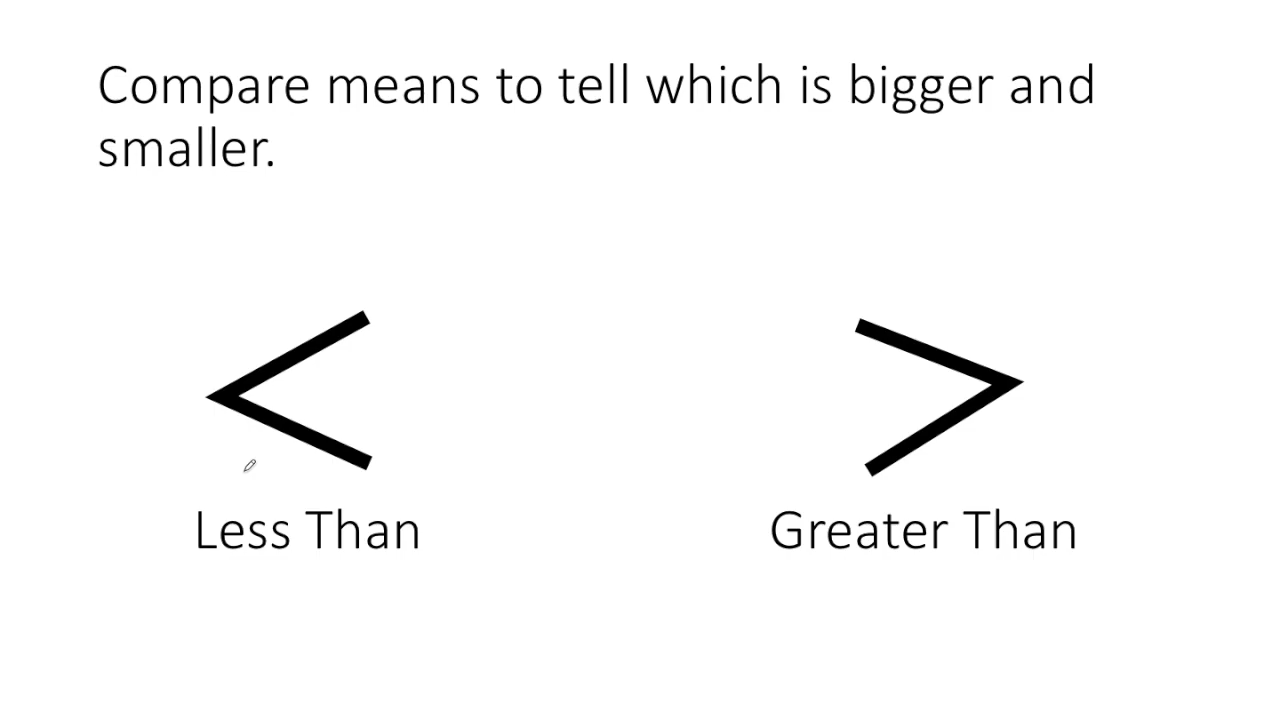 Compare means to tell which is bigger and
smaller.
< >
Less Than Greater Than